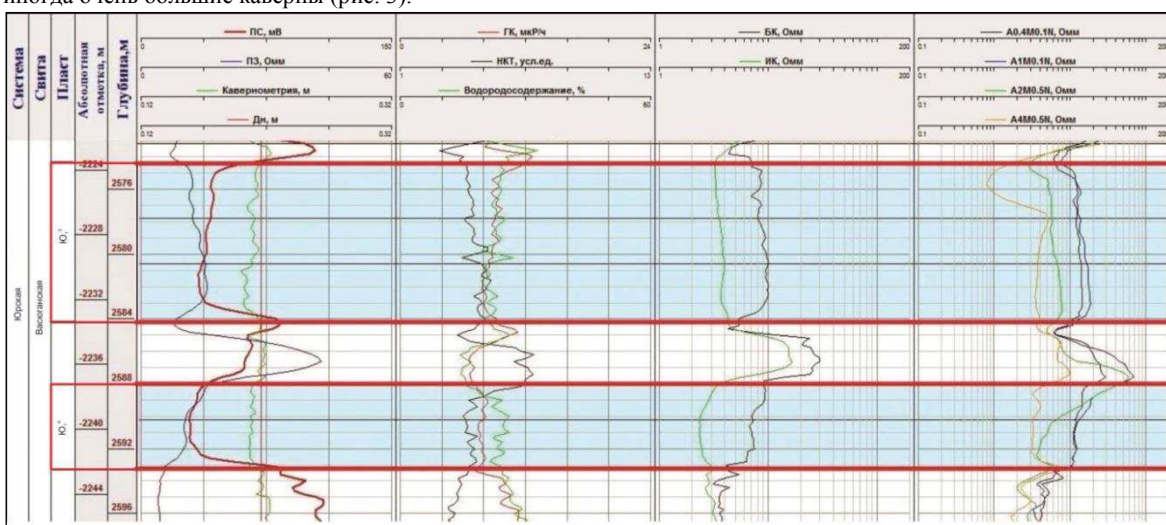 иногда очень большие каверны (рис. 3).
Система
Свита
Пласт
Абсолютная отметка, м
Глубина,м
0 ПС, мВ 150
0 ПЗ, Омм 60
0.12 Кавернометрия, м 0.32
0.12 Дн, м 0.32
0 ГК, мкР/ч 24
1 НКТ, усл.ед. 13
0 Водородосодержание, % 60
1 БК, Омм 200
1 ИК, Омм 200
0.1 A0.4M0.1N, Омм 200
0.1 A1M0.1N, Омм 200
0.1 A2M0.5N, Омм 200
0.1 A4M0.5N, Омм 200
Юрская
Васюганская
-2224
2576
-2228
2580
-2232
2584
-2236
2588
-2240
2592
-2244
2596